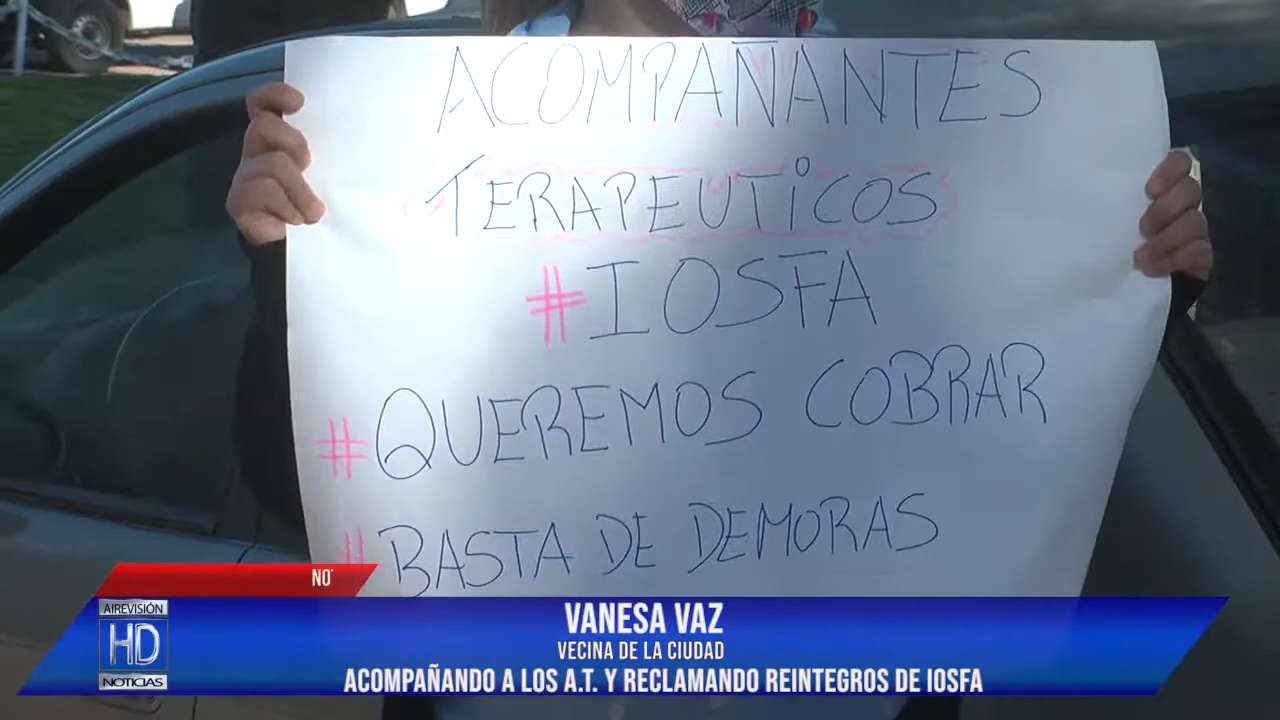 ACOMPAÑANTES
TERAPEUTiCOS
#IOSFA
#QUEREMOS COBRAR
#BASTA DE DEMORAS
NOT
AIREVISIÓN
HD
NOTICIAS
VANESA VAZ
VECINA DE LA CIUDAD
ACOMPAÑANDO A LOS A.T. Y RECLAMANDO REINTEGROS DE IOSFA